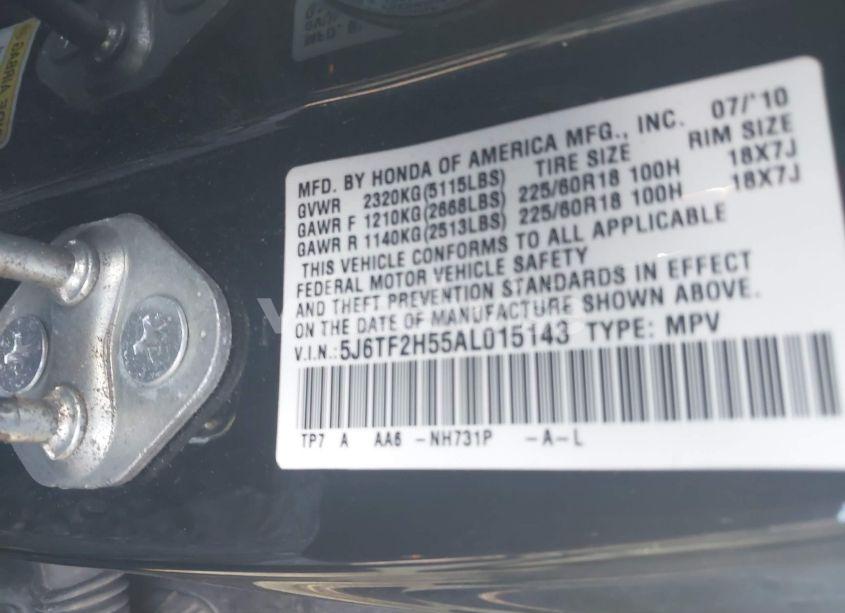 MFD. BY HONDA OF AMERICA MFG., INC. 07/'10
GVWR 2320KG(5115LBS) TIRE SIZE RIM SIZE
GAWR F 1210KG(2668LBS) 225/60R18 100H 18X7J
GAWR R 1140KG(2513LBS) 225/60R18 100H 18X7J
THIS VEHICLE CONFORMS TO ALL APPLICABLE
FEDERAL MOTOR VEHICLE SAFETY
AND THEFT PREVENTION STANDARDS IN EFFECT
ON THE DATE OF MANUFACTURE SHOWN ABOVE.
V.I.N.:5J6TF2H55AL015143 TYPE: MPV
TP7 A AA6 -NH731P -A-L